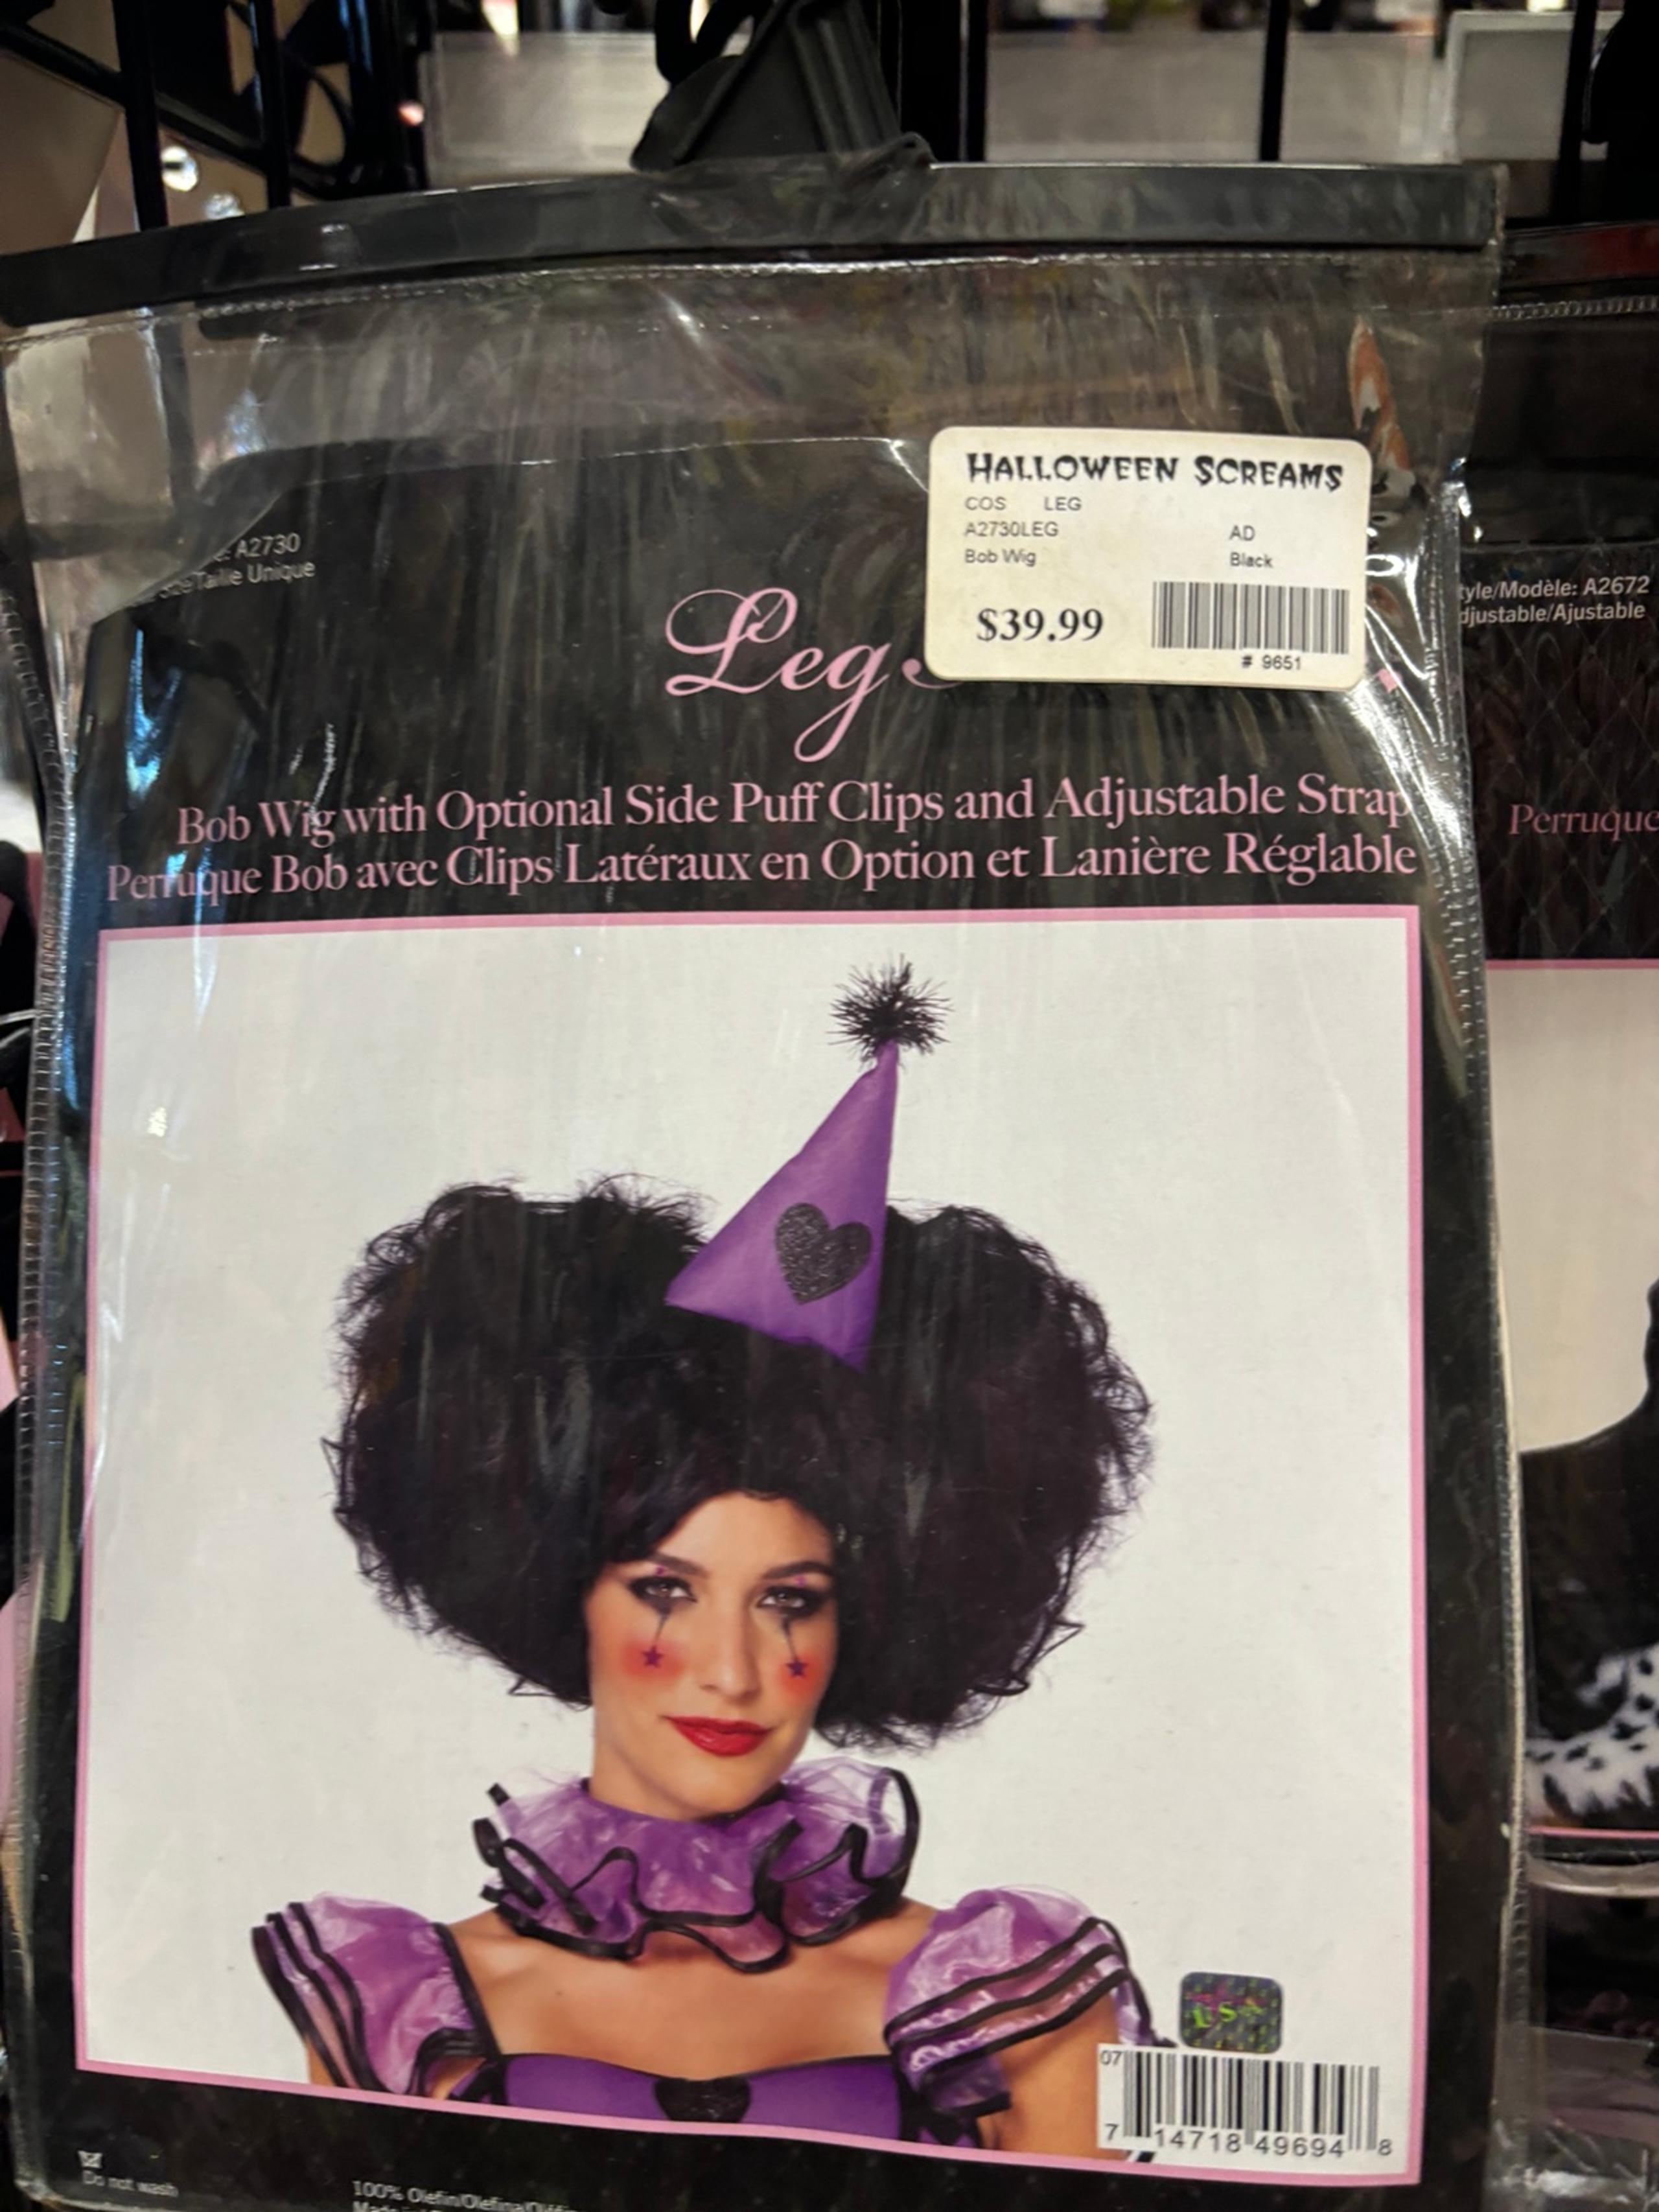 HALLOWEEN SCREAMS
COS LEG
A2730LEG AD
Bob Wig Black
$39.99
# 9651
A2730
Taille Unique
Leg
Bob Wig with Optional Side Puff Clips and Adjustable Strap
Perruque Bob avec Clips Latéraux en Option et Lanière Réglable
tyle/Modèle: A2672
djustable/Ajustable
Perruque
USA
07
7 14718 49694 8
Do not wash
100% Olefin/Olefina/